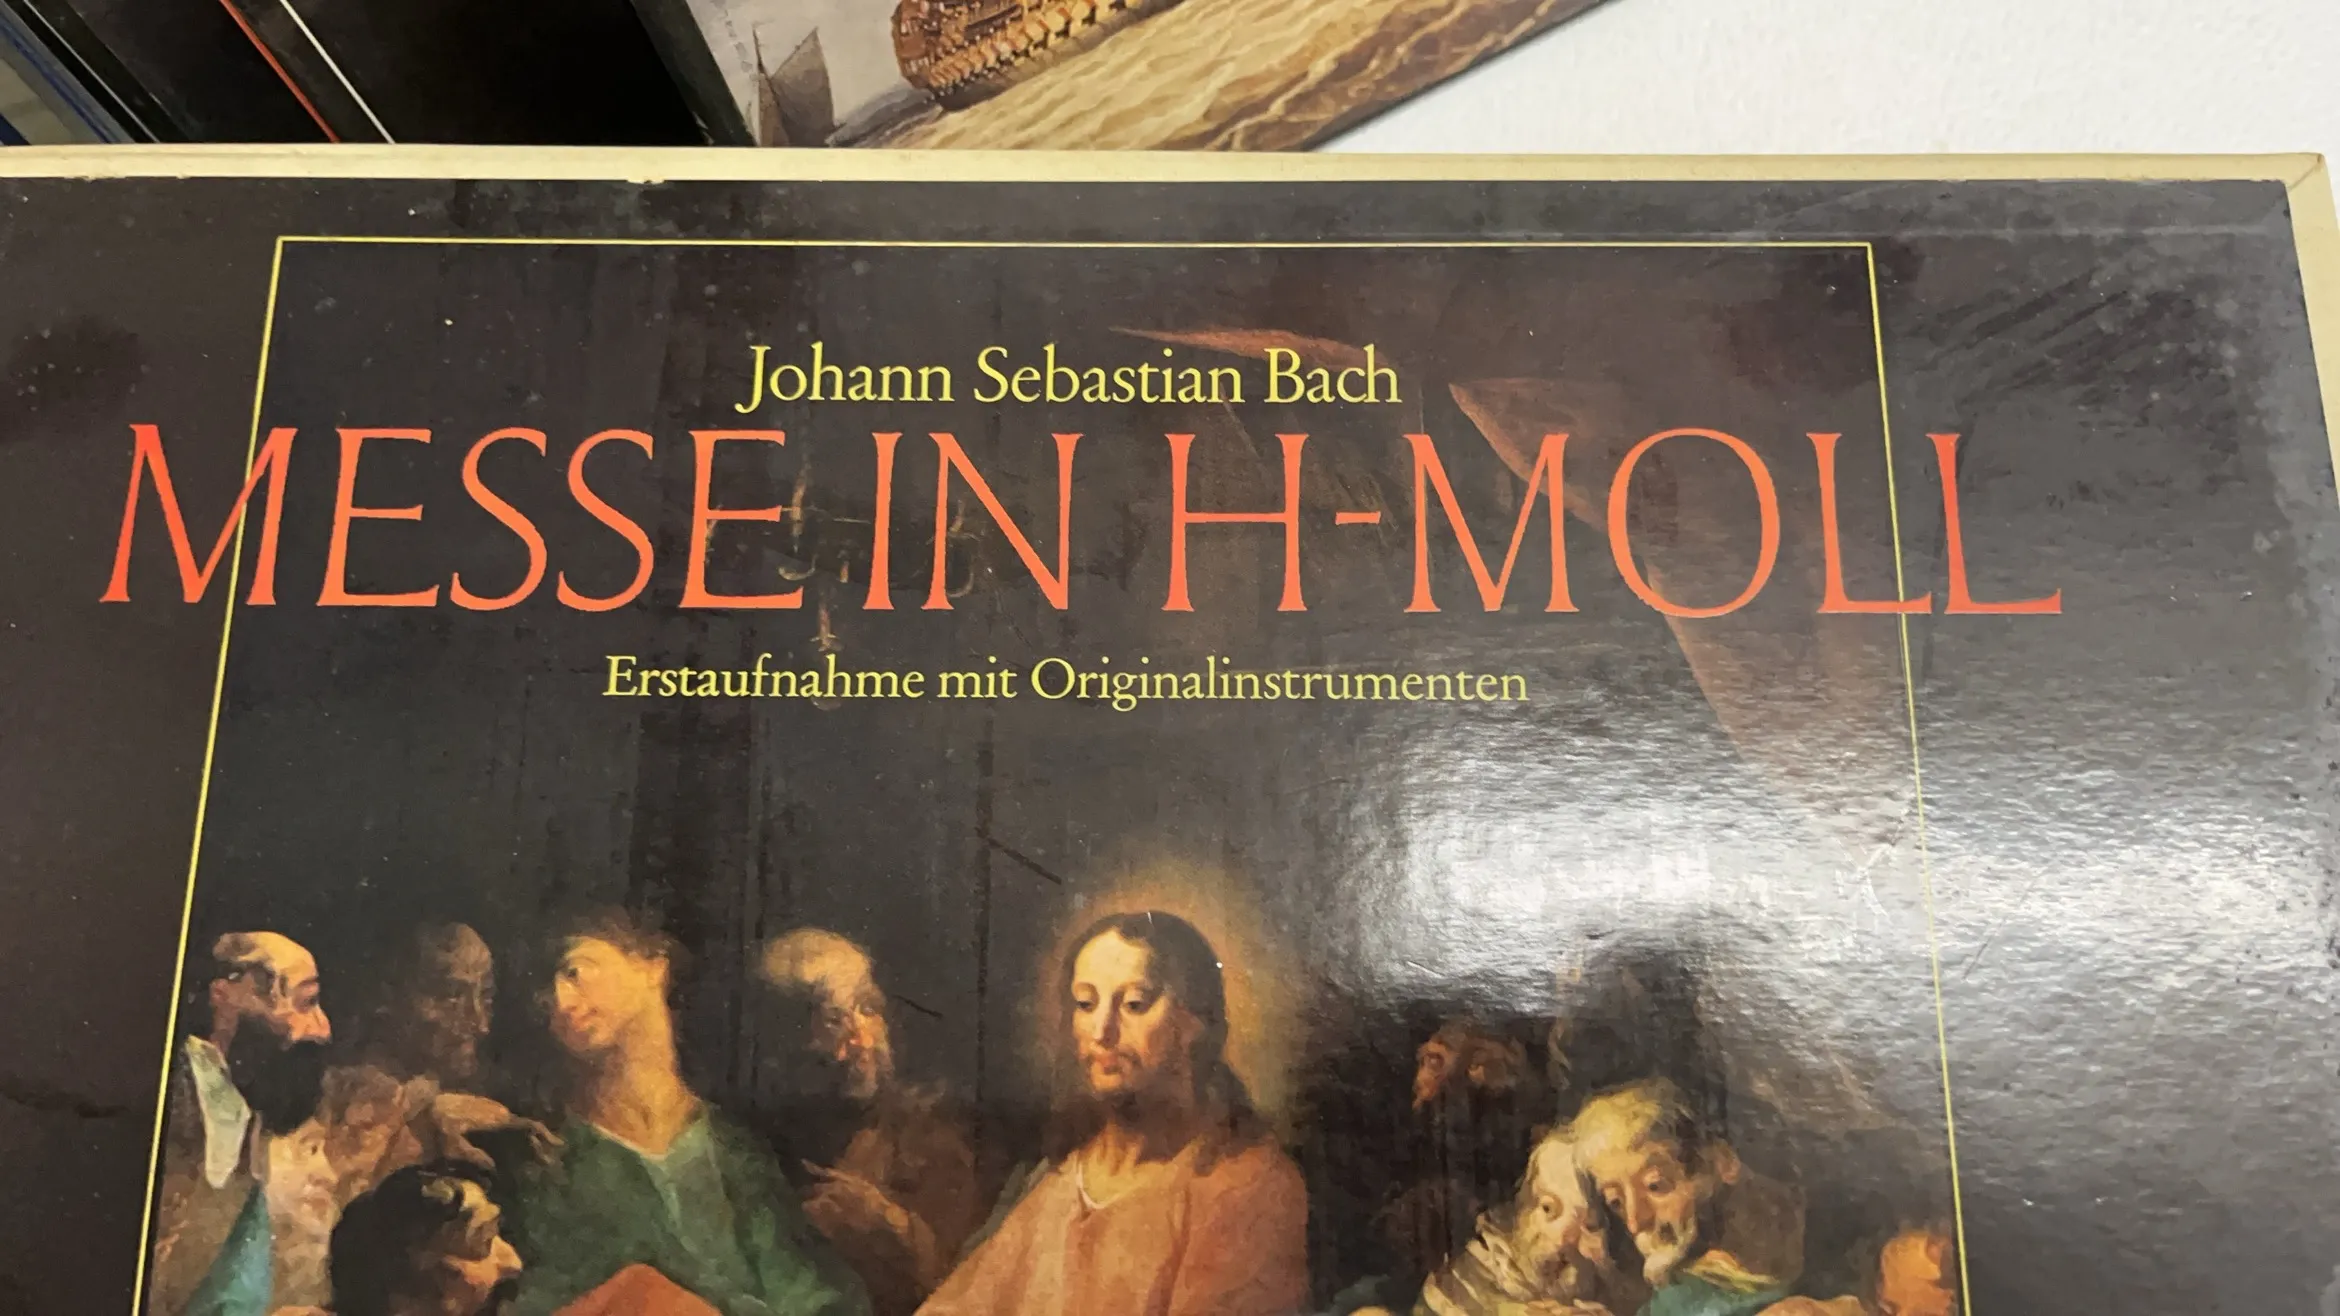 Johann Sebastian Bach
MESSE IN H-MOLL
Erstaufnahme mit Originalinstrumenten